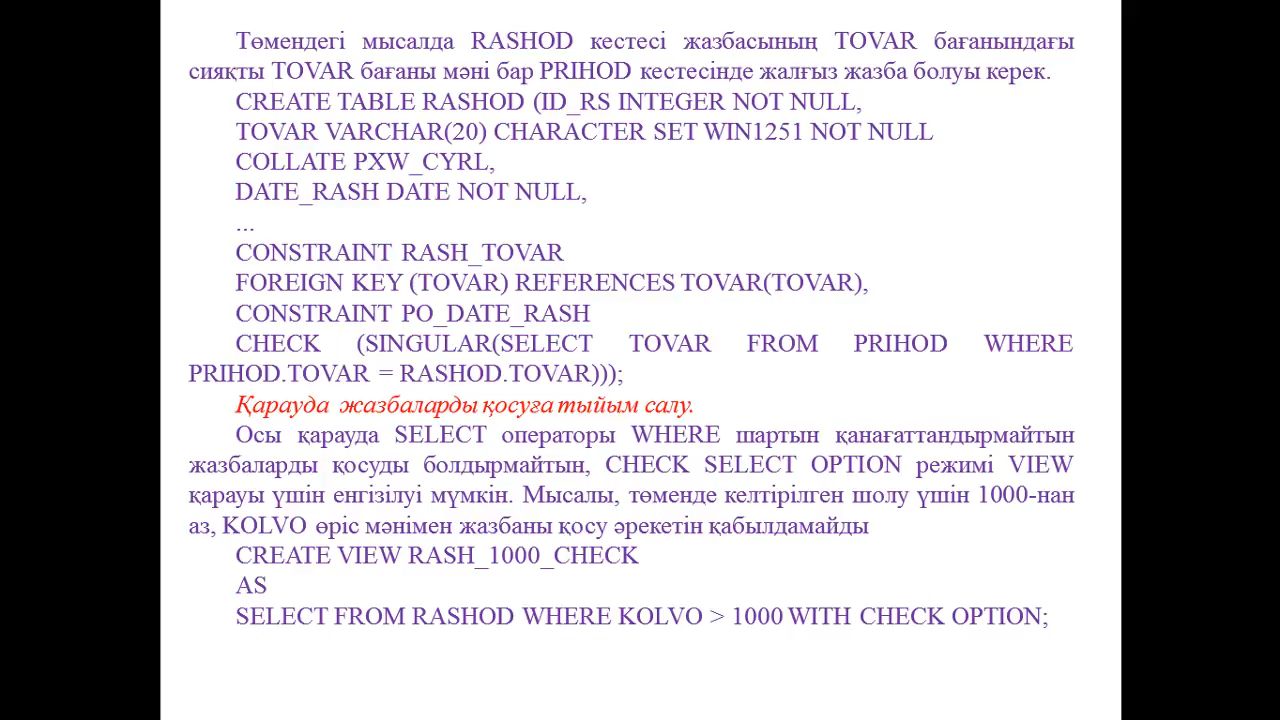 Төмендегі мысалда RASHOD кестесі жазбасының TOVAR бағанындағы
сияқты TOVAR бағаны мәні бар PRIHOD кестесінде жалғыз жазба болуы керек.
CREATE TABLE RASHOD (ID_RS INTEGER NOT NULL,
TOVAR VARCHAR(20) CHARACTER SET WIN1251 NOT NULL
COLLATE PXW_CYRL,
DATE_RASH DATE NOT NULL,
...
CONSTRAINT RASH_TOVAR
FOREIGN KEY (TOVAR) REFERENCES TOVAR(TOVAR),
CONSTRAINT PO_DATE_RASH
CHECK (SINGULAR(SELECT TOVAR FROM PRIHOD WHERE
PRIHOD.TOVAR = RASHOD.TOVAR)));
Қарауда жазбаларды қосуға тыйым салу.
Осы қарауда SELECT операторы WHERE шартын қанағаттандырмайтын
жазбаларды қосуды болдырмайтын, CHECK SELECT OPTION режимі VIEW
қарауы үшін енгізілуі мүмкін. Мысалы, төменде келтірілген шолу үшін 1000-нан
аз, KOLVO өріс мәнімен жазбаны қосу әрекетін қабылдамайды
CREATE VIEW RASH_1000_CHECK
AS
SELECT FROM RASHOD WHERE KOLVO > 1000 WITH CHECK OPTION;